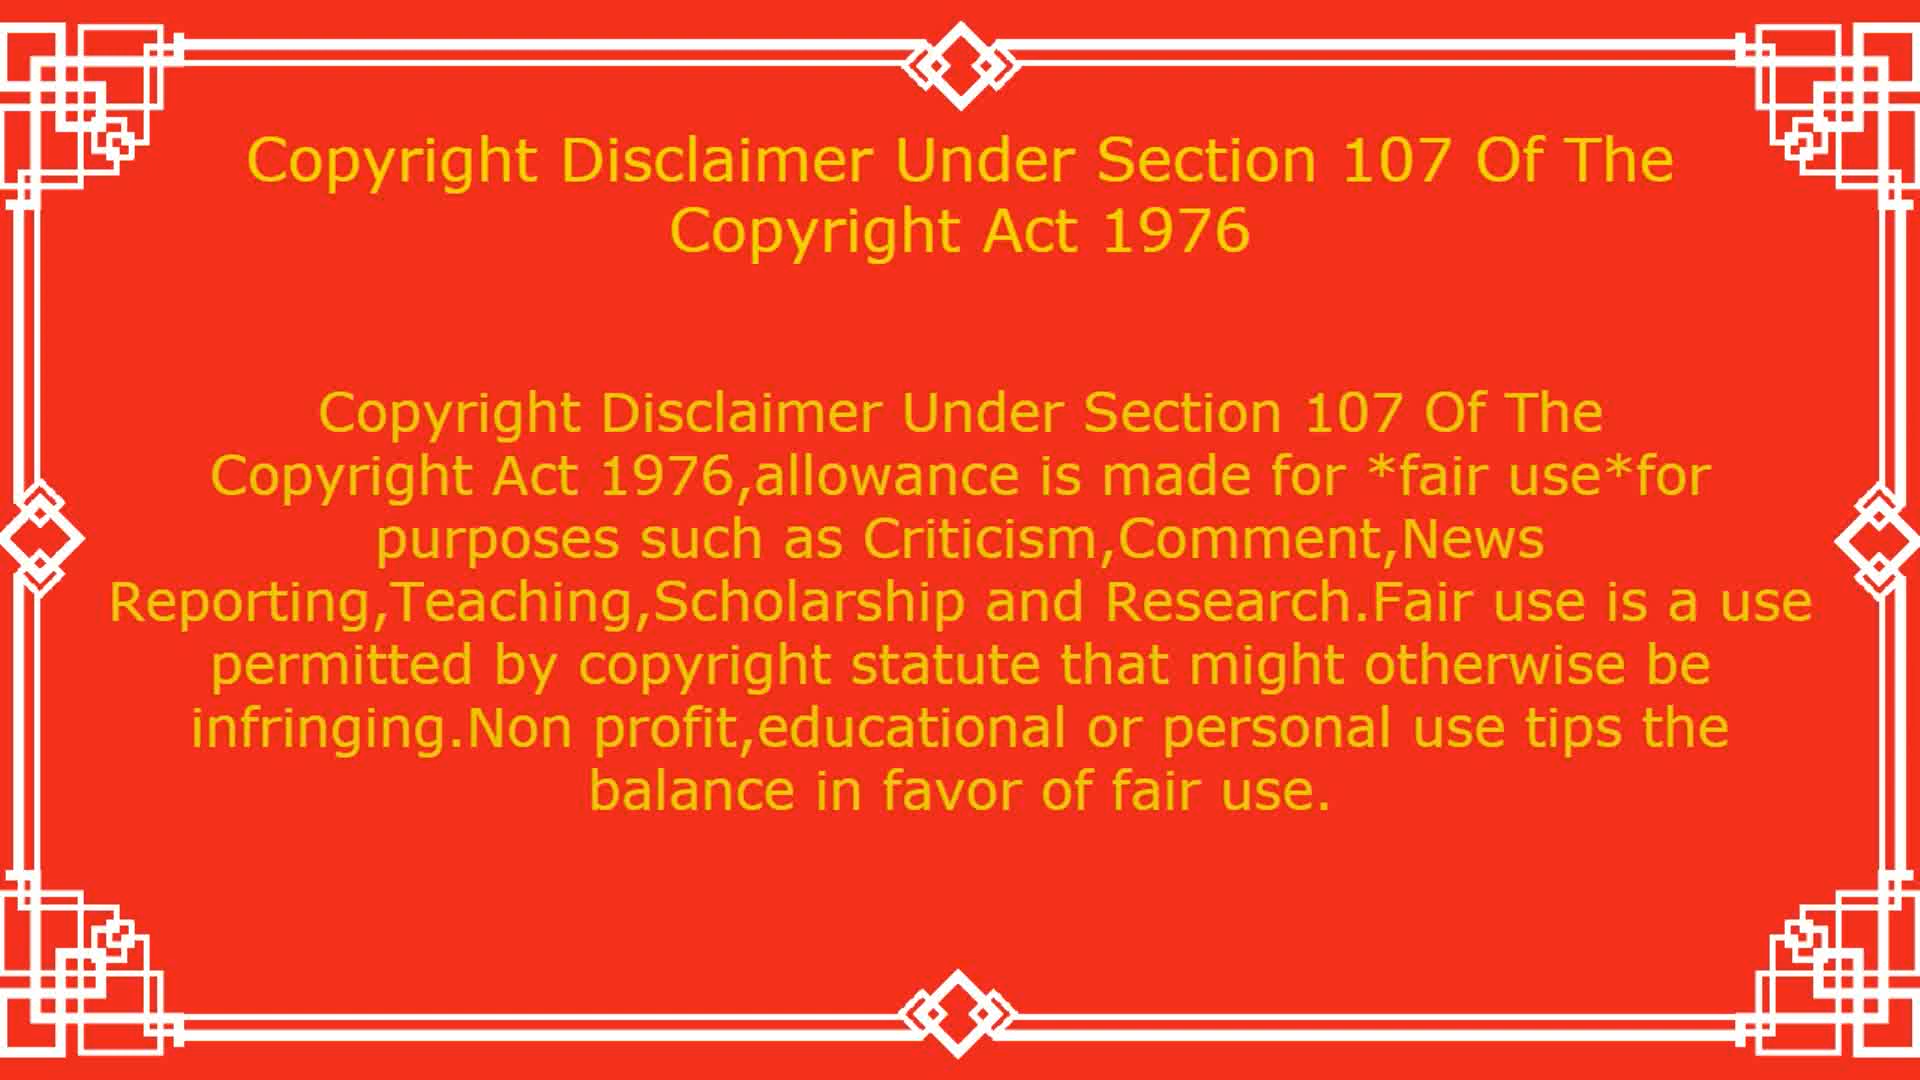 Copyright Disclaimer Under Section 107 Of The
Copyright Act 1976
Copyright Disclaimer Under Section 107 Of The
Copyright Act 1976,allowance is made for *fair use*for
purposes such as Criticism,Comment,News
Reporting,Teaching,Scholarship and Research.Fair use is a use
permitted by copyright statute that might otherwise be
infringing.Non profit,educational or personal use tips the
balance in favor of fair use.